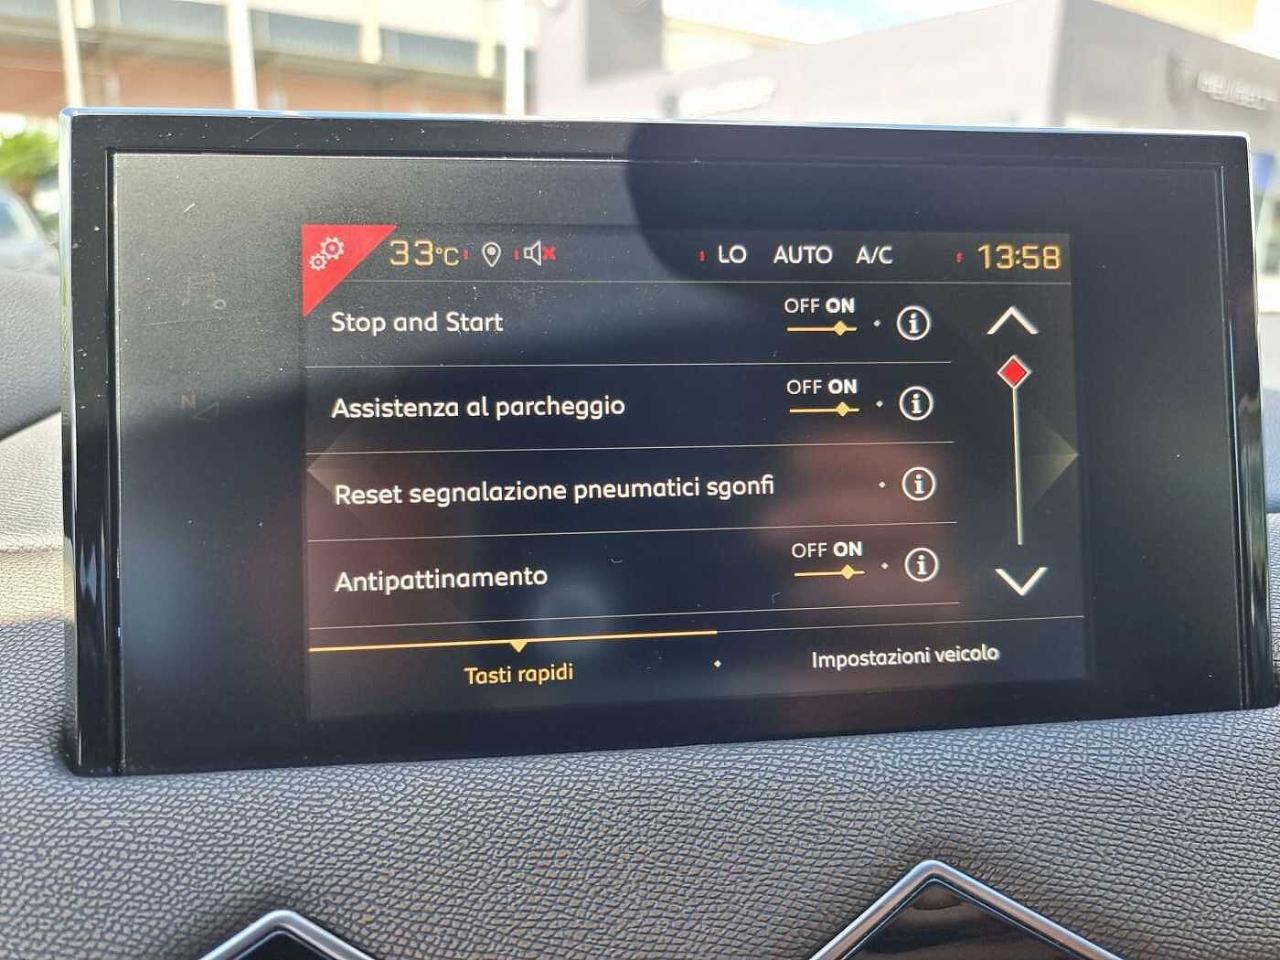 33°C LO AUTO A/C 13:58
Stop and Start OFF ON
Assistenza al parcheggio OFF ON
Reset segnalazione pneumatici sgonfi
Antipattinamento OFF ON
Tasti rapidi Impostazioni veicolo